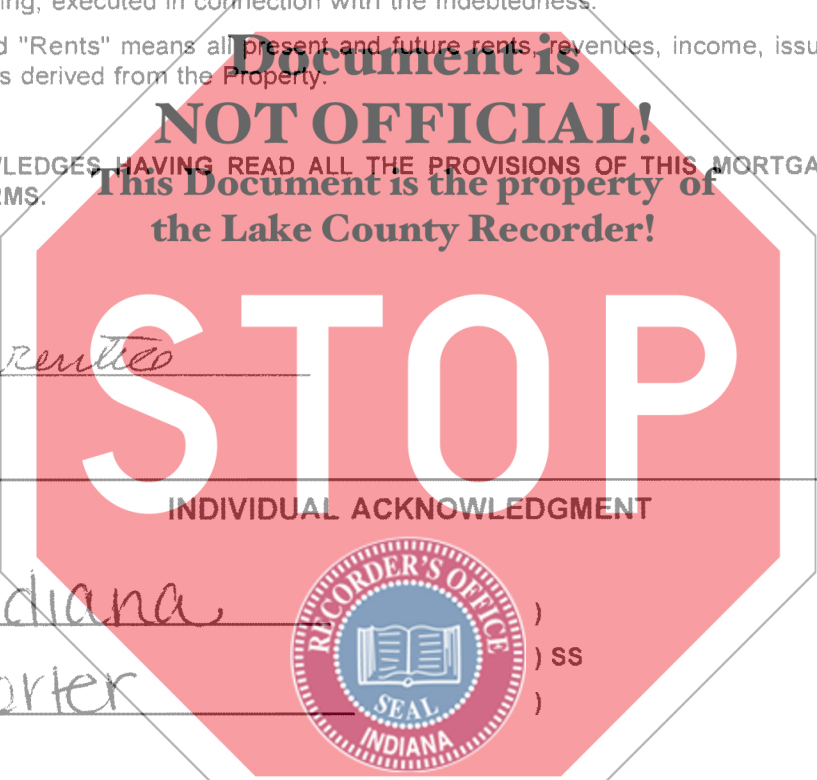 ing, executed in connection with the Indebtedness.
d "Rents" means all present and future rents, revenues, income, issu
s derived from the Property.
Document is
NOT OFFICIAL!
WLEDGES HAVING READ ALL THE PROVISIONS OF THIS MORTGA
RMS.
This Document is the property of
the Lake County Recorder!
STOP
INDIVIDUAL ACKNOWLEDGMENT
diana )
) SS
orter )
RECORDER'S OFFICE
SEAL
INDIANA